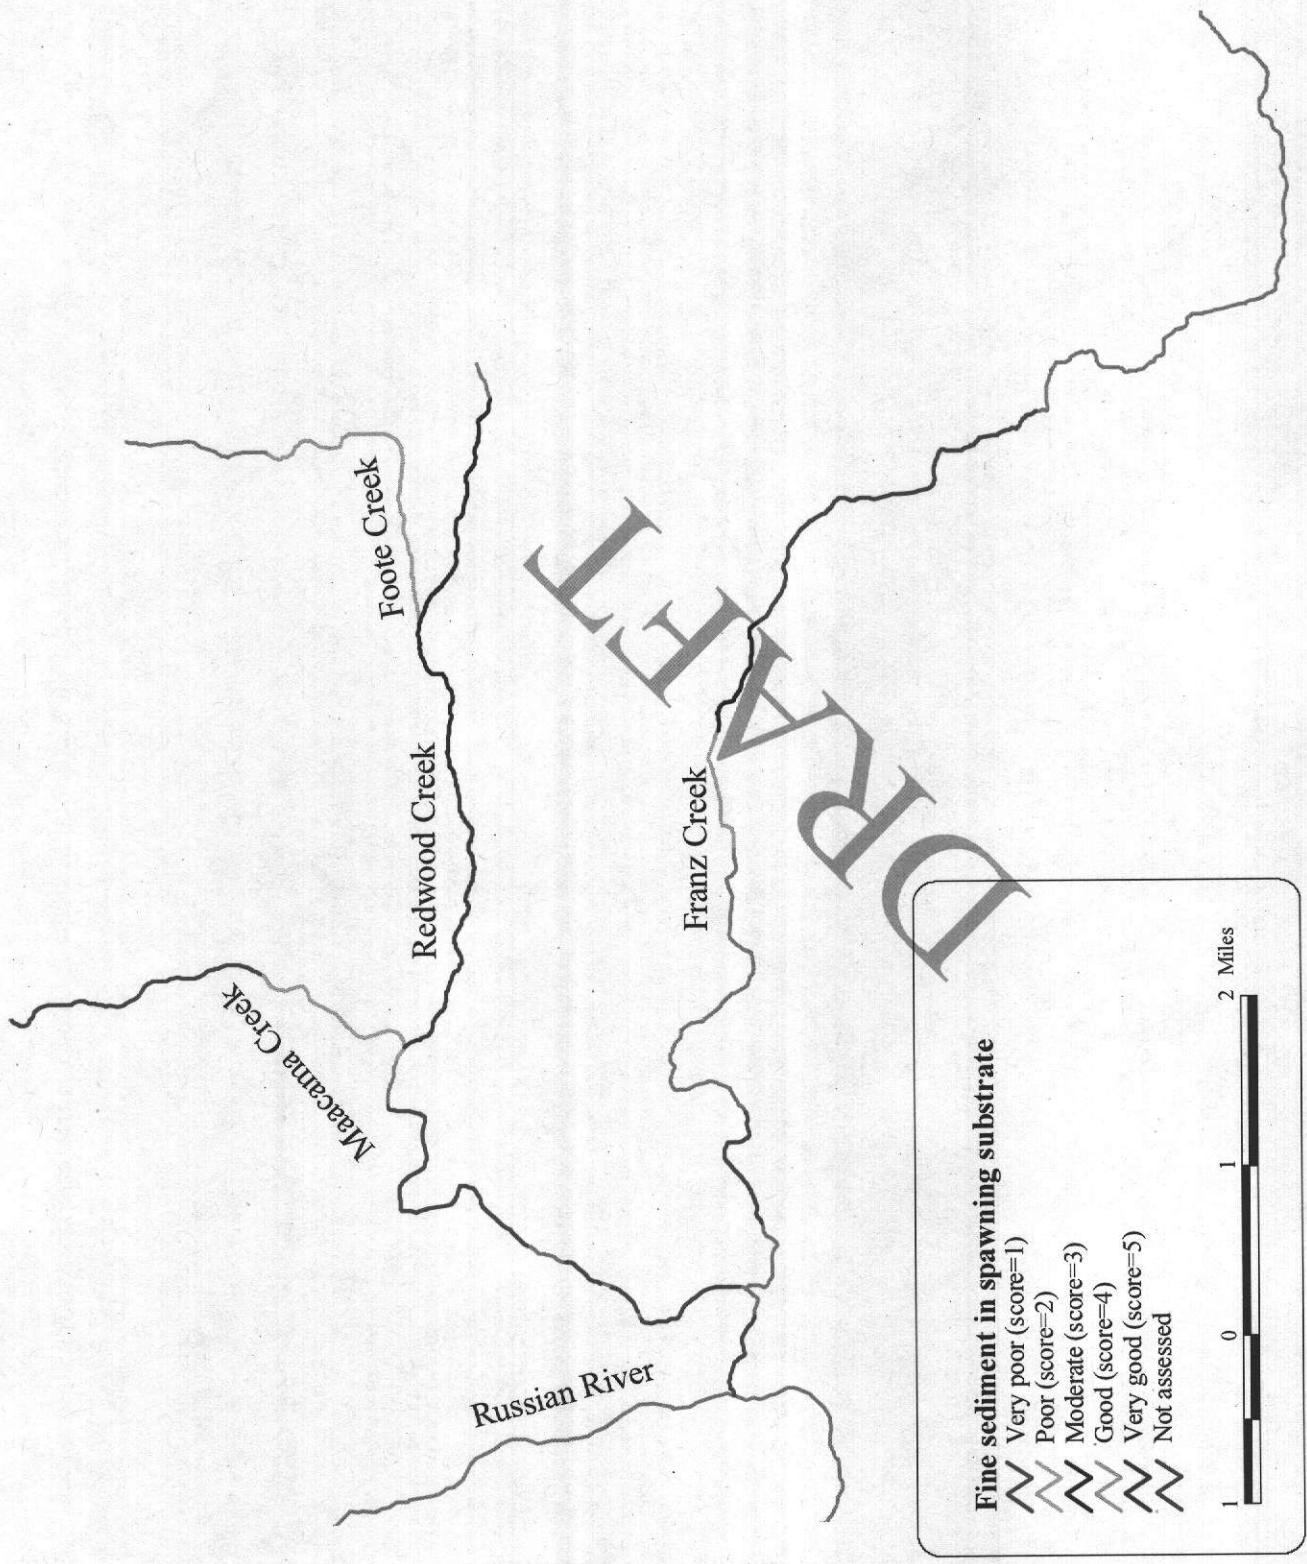 Foote Creek
Redwood Creek
Maacama Creek
Franz Creek
Russian River
DRAFT
Fine sediment in spawning substrate
Very poor (score=1)
Poor (score=2)
Moderate (score=3)
Good (score=4)
Very good (score=5)
Not assessed
1 0 1 2 Miles